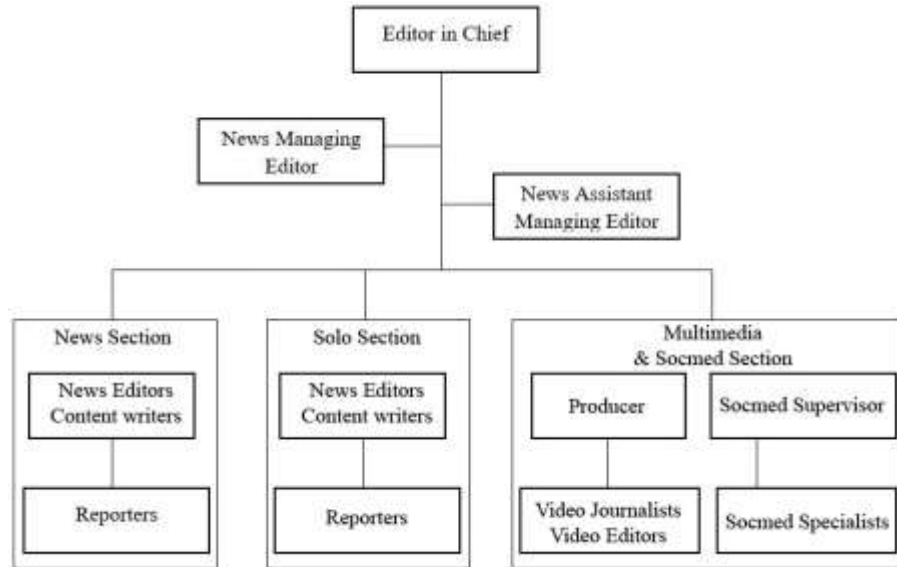 Editor in Chief
News Managing
Editor
News Assistant
Managing Editor
News Section
News Editors
Content writers
Reporters
Solo Section
News Editors
Content writers
Reporters
Multimedia
& Socmed Section
Producer
Socmed Supervisor
Video Journalists
Video Editors
Socmed Specialists